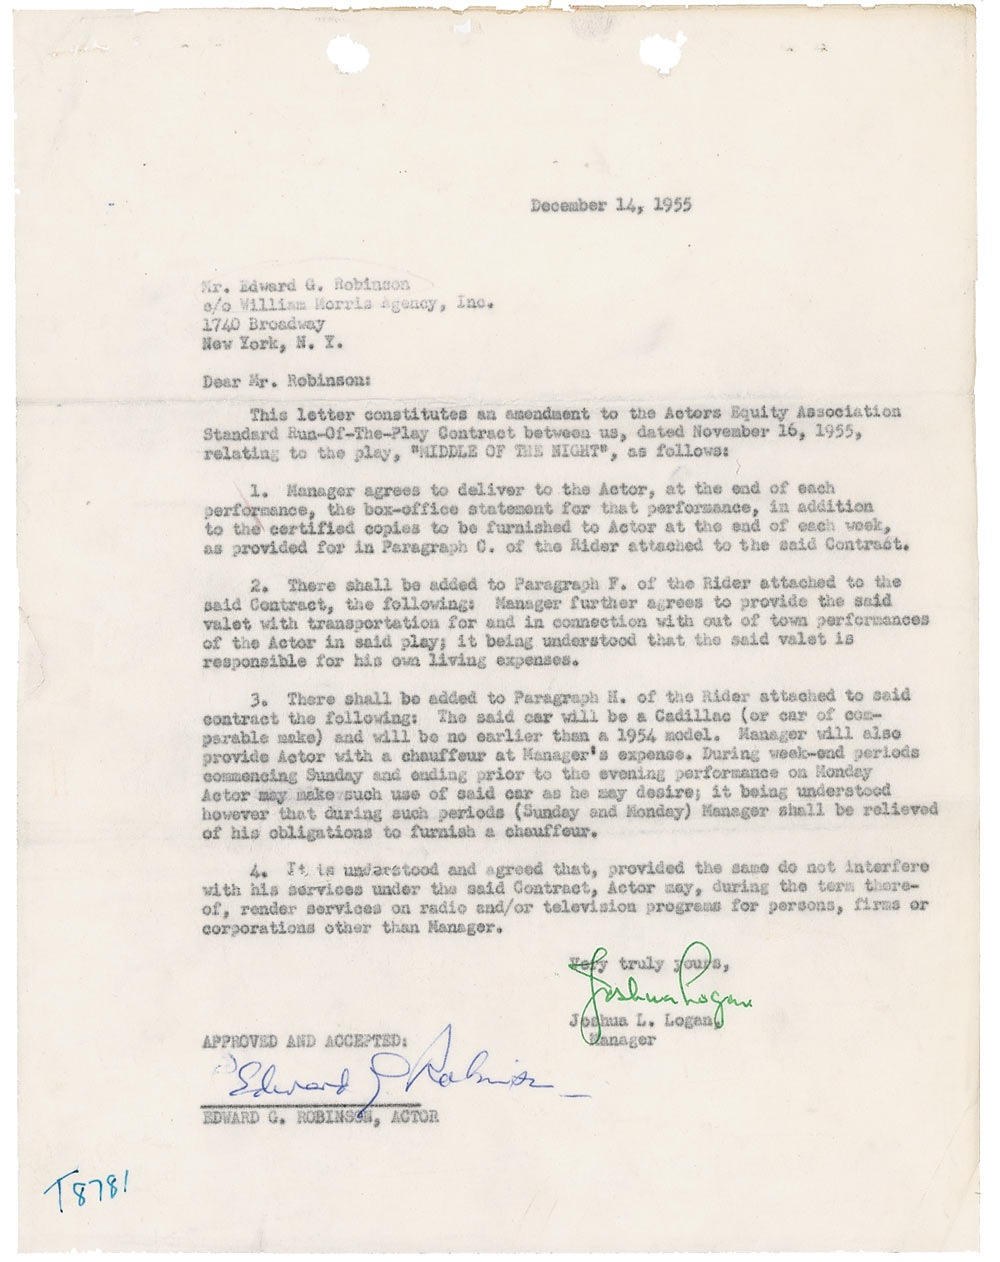 December 14, 1955
Mr. Edward G. Robinson
c/o William Morris Agency, Inc.
1740 Broadway
New York, N. Y.
Dear Mr. Robinson:
This letter constitutes an amendment to the Actors Equity Association
Standard Run-Of-The-Play Contract between us, dated November 16, 1955,
relating to the play, "MIDDLE OF THE NIGHT", as follows:
1. Manager agrees to deliver to the Actor, at the end of each
performance, the box-office statement for that performance, in addition
to the certified copies to be furnished to Actor at the end of each week,
as provided for in Paragraph C. of the Rider attached to the said Contract.
2. There shall be added to Paragraph F. of the Rider attached to the
said Contract, the following: Manager further agrees to provide the said
valet with transportation for and in connection with out of town performances
of the Actor in said play; it being understood that the said valet is
responsible for his own living expenses.
3. There shall be added to Paragraph H. of the Rider attached to said
contract the following: The said car will be a Cadillac (or car of com-
parable make) and will be no earlier than a 1954 model. Manager will also
provide Actor with a chauffeur at Manager's expense. During week-end periods
commencing Sunday and ending prior to the evening performance on Monday
Actor may make such use of said car as he may desire; it being understood
however that during such periods (Sunday and Monday) Manager shall be relieved
of his obligations to furnish a chauffeur.
4. It is understood and agreed that, provided the same do not interfere
with his services under the said Contract, Actor may, during the term there-
of, render services on radio and/or television programs for persons, firms or
corporations other than Manager.
Very truly yours,
Joshua Logan
Joshua L. Logan,
Manager
APPROVED AND ACCEPTED:
Edward G Robinson
EDWARD G. ROBINSON, ACTOR
T8781